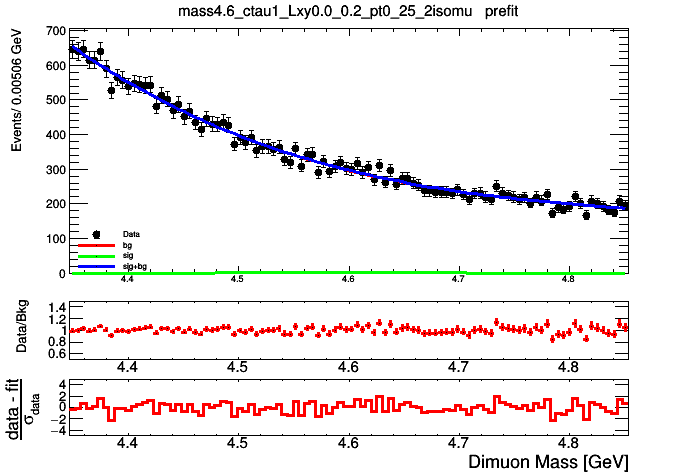 mass4.6_ctau1_Lxy0.0_0.2_pt0_25_2isomu prefit
Events/ 0.00506 GeV
700
600
500
400
300
200
100
0
Data
bg
sig
sig+bg
4.4 4.5 4.6 4.7 4.8
Data/Bkg
1.4
1.2
1
0.8
0.6
4.4 4.5 4.6 4.7 4.8
data - fit
σdata
4
2
0
−2
−4
4.4 4.5 4.6 4.7 4.8
Dimuon Mass [GeV]